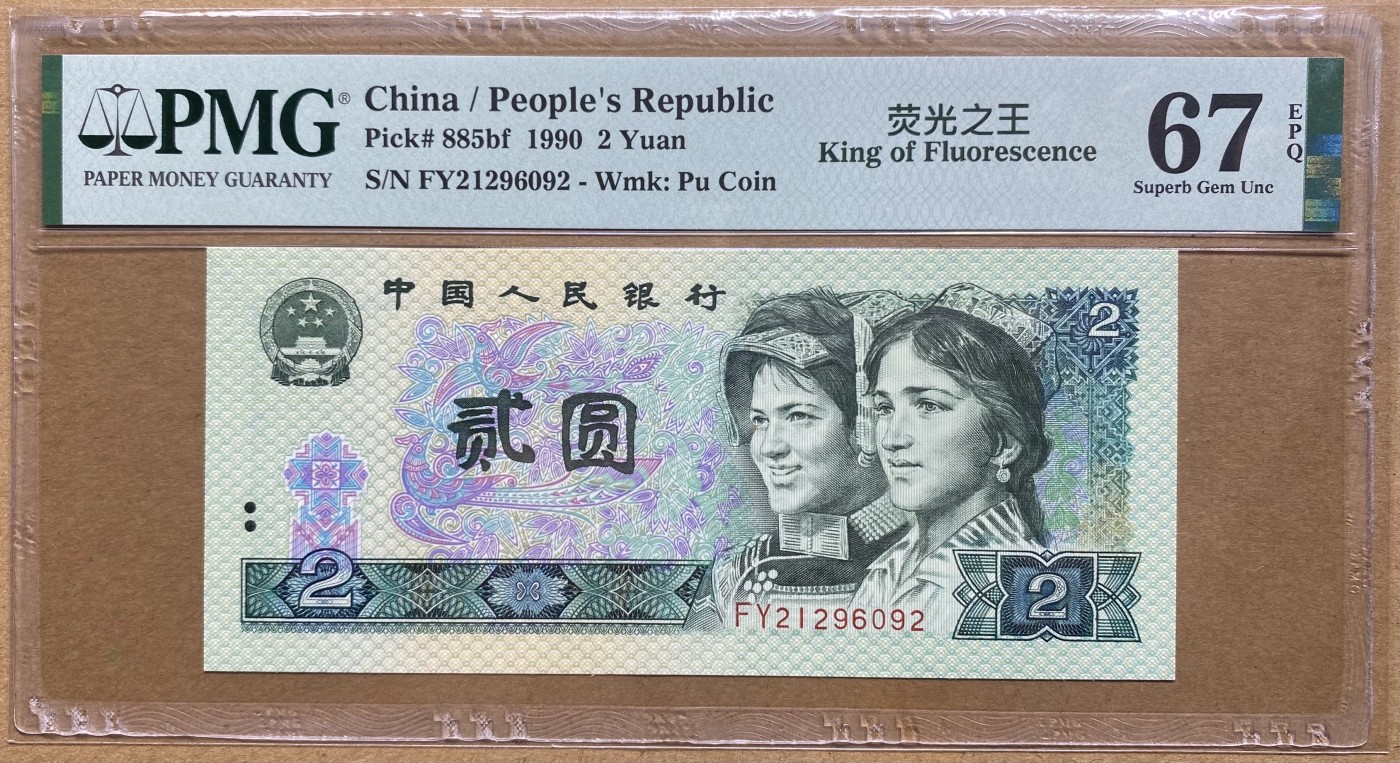 PMG®
PAPER MONEY GUARANTY
China / People's Republic
Pick# 885bf 1990 2 Yuan
S/N FY21296092 - Wmk: Pu Coin
荧光之王
King of Fluorescence
67
EPQ
Superb Gem Unc
中国人民银行
2
贰圆
2
FY21296092
2